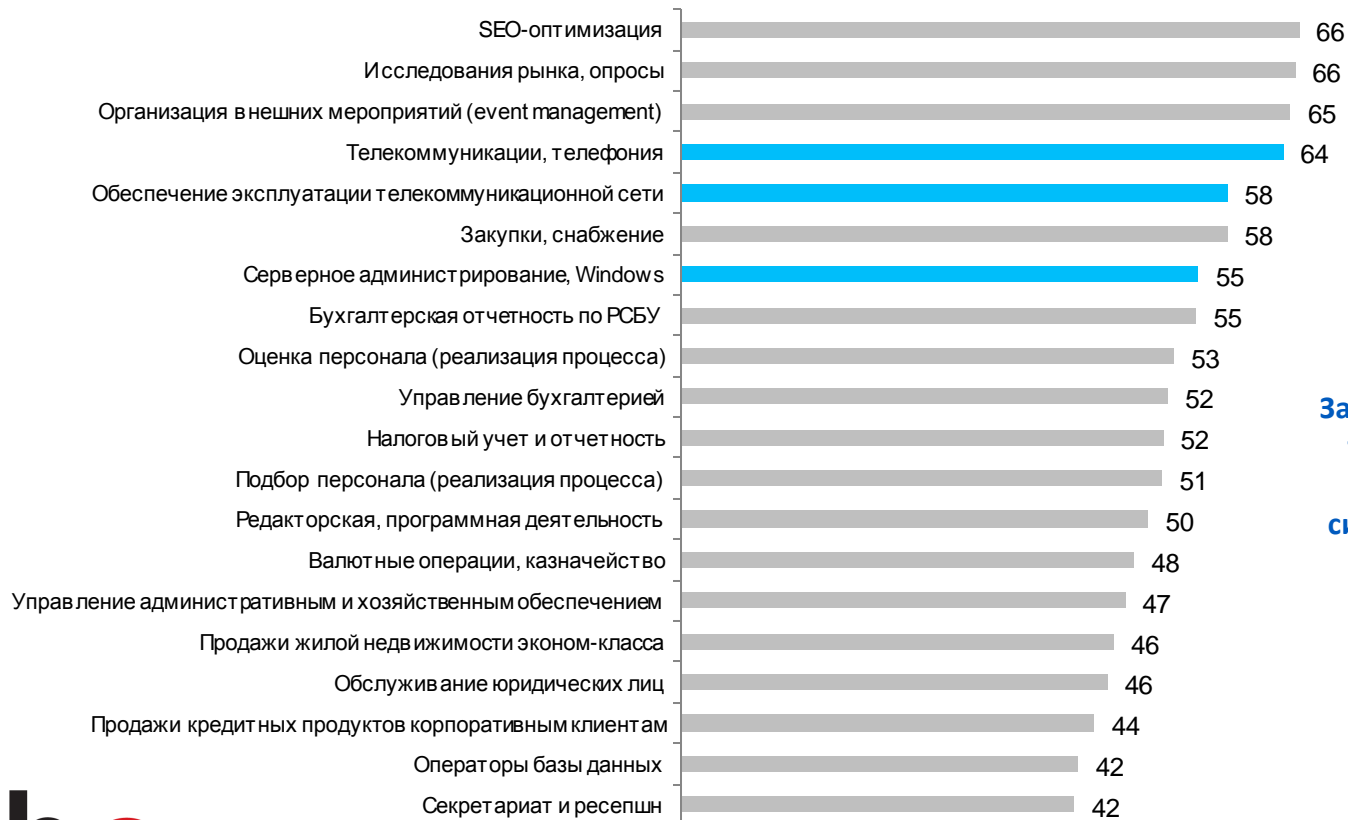 SEO-оптимизация 66
Исследования рынка, опросы 66
Организация внешних мероприятий (event management) 65
Телекоммуникации, телефония 64
Обеспечение эксплуатации телекоммуникационной сети 58
Закупки, снабжение 58
Серверное администрирование, Windows 55
Бухгалтерская отчетность по РСБУ 55
Оценка персонала (реализация процесса) 53
Управление бухгалтерией 52
Налоговый учет и отчетность 52
Подбор персонала (реализация процесса) 51
Редакторская, программная деятельность 50
Валютные операции, казначейство 48
Управление административным и хозяйственным обеспечением 47
Продажи жилой недвижимости эконом-класса 46
Обслуживание юридических лиц 46
Продажи кредитных продуктов корпоративным клиентам 44
Операторы базы данных 42
Секретариат и ресепшн 42